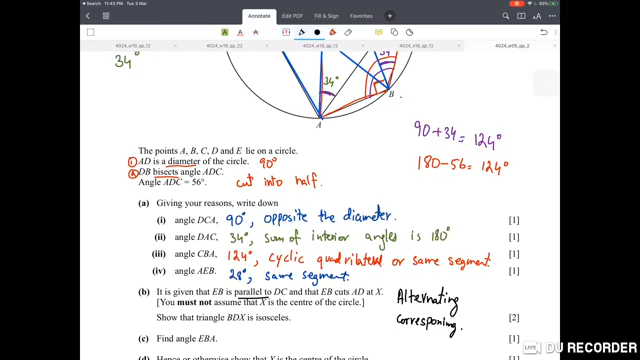 11:43 PM Tue 3 Mar
93%
Annotate Edit PDF Fill & Sign Favorites
4024_w18_qp_12 4024_w19_qp_22 4024_s16_qp_12 4024_s18_qp_12 4024_w05_qp_2
34°
34
34°
B
A
The points A, B, C, D and E lie on a circle.
① AD is a diameter of the circle. 90°
② DB bisects angle ADC.
Angle ADC = 56°. cut into half.
90 + 34 = 124°
180 - 56 = 124°
(a) Giving your reasons, write down
(i) angle DCA, 90°, opposite the diameter. [1]
(ii) angle DAC, 34°, sum of interior angles is 180° [1]
(iii) angle CBA, 124°, cyclic quadrilateral or same segment. [1]
(iv) angle AEB. 28°, same segment. [1]
(b) It is given that EB is parallel to DC and that EB cuts AD at X.
[You must not assume that X is the centre of the circle.]
Show that triangle BDX is isosceles. [2]
Alternating
corresponing.
(c) Find angle EBA. [1]
(d) Hence or otherwise show that X is the centre of the circle.
LIVE DU RECORDER